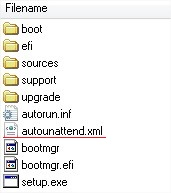 Filename
boot
efi
sources
support
upgrade
autorun.inf
autounattend.xml
bootmgr
bootmgr.efi
setup.exe